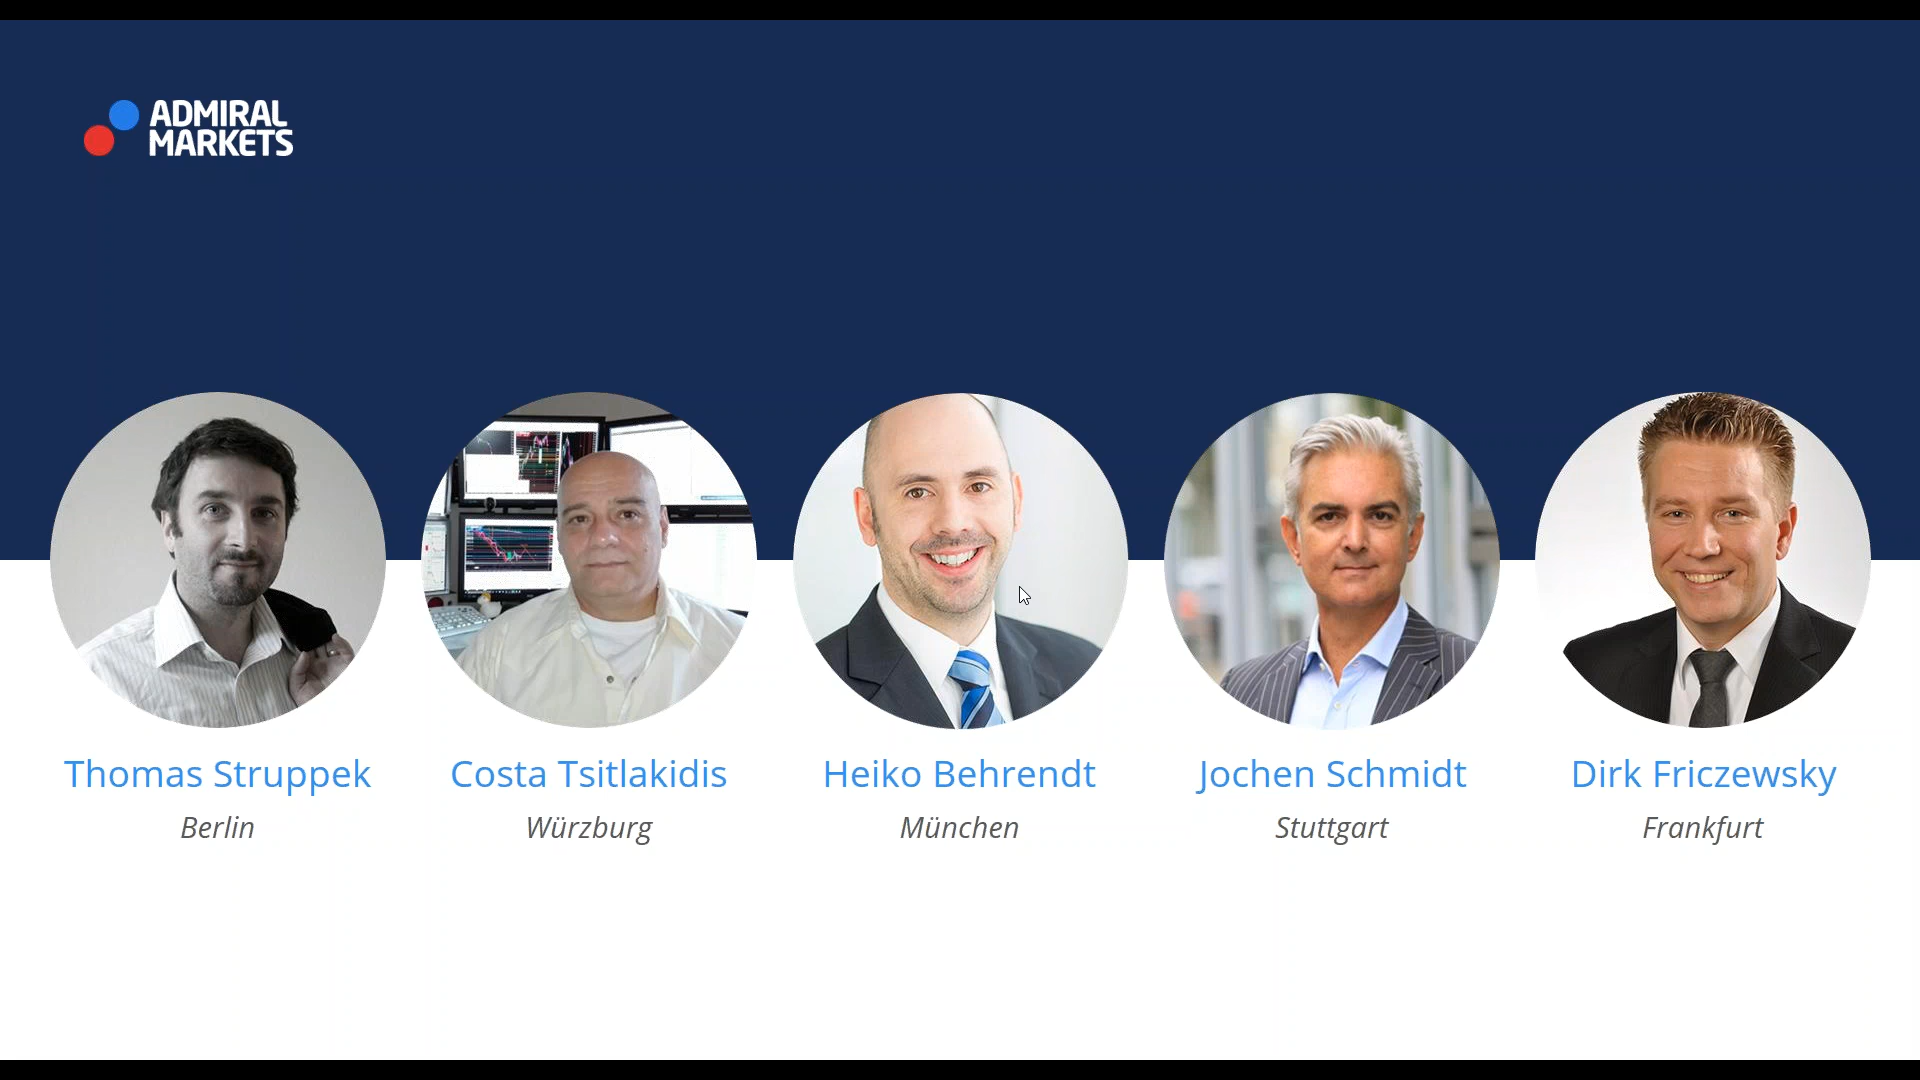 ADMIRAL
MARKETS
Thomas Struppek
Costa Tsitlakidis
Heiko Behrendt
Jochen Schmidt
Dirk Friczewsky
Berlin
Würzburg
München
Stuttgart
Frankfurt